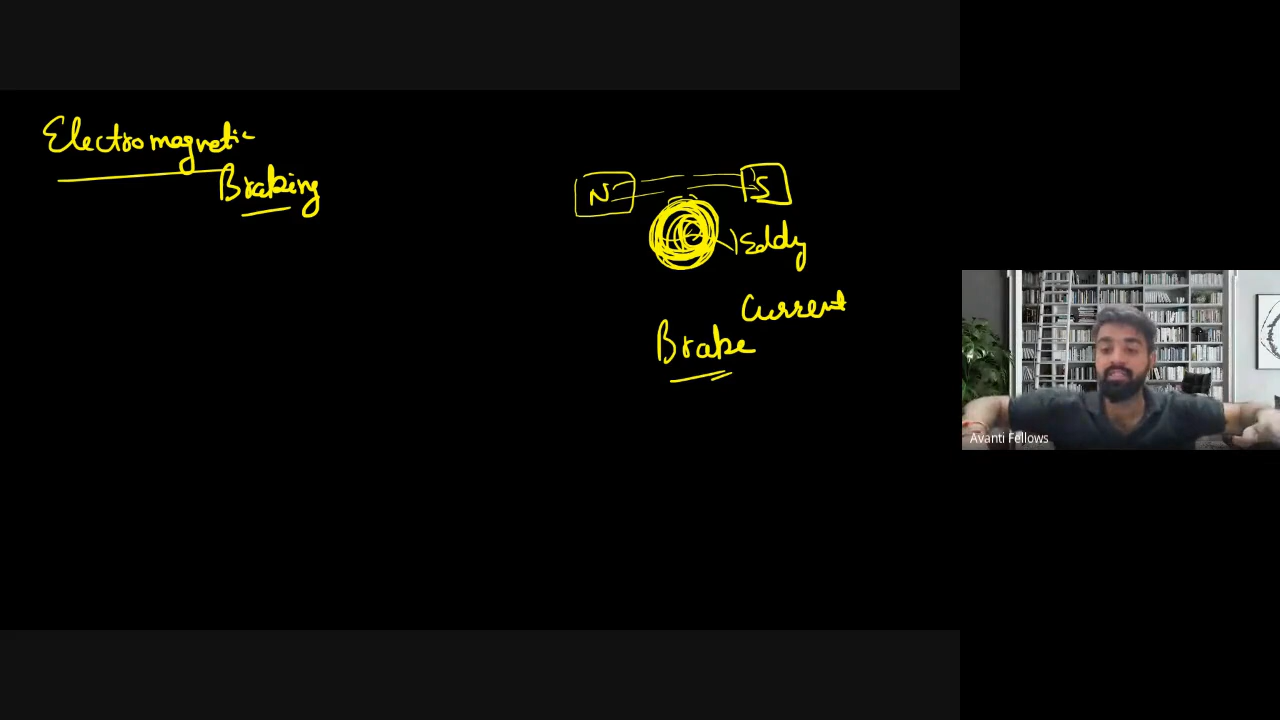 Electromagnetic
Braking
N
S
Eddy
Current
Brake
Avanti Fellows